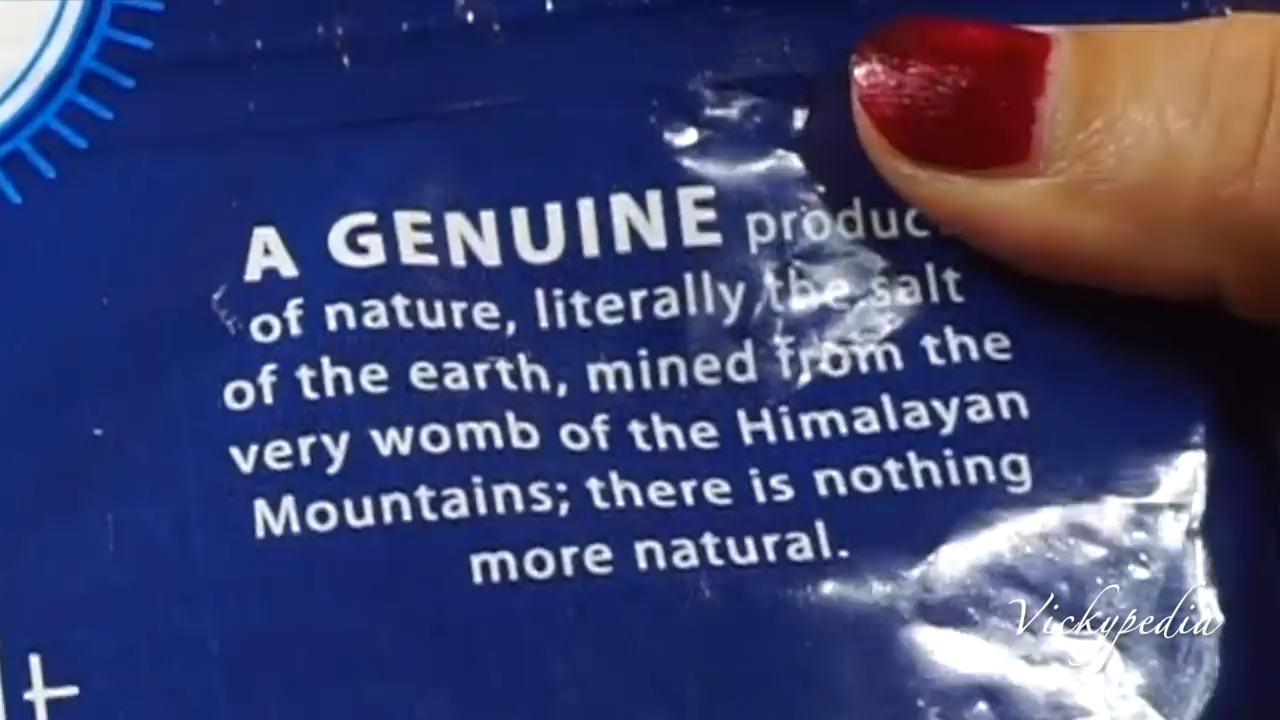 A GENUINE produc
of nature, literally, the salt
of the earth, mined from the
very womb of the Himalayan
Mountains; there is nothing
more natural.
Vickypedia